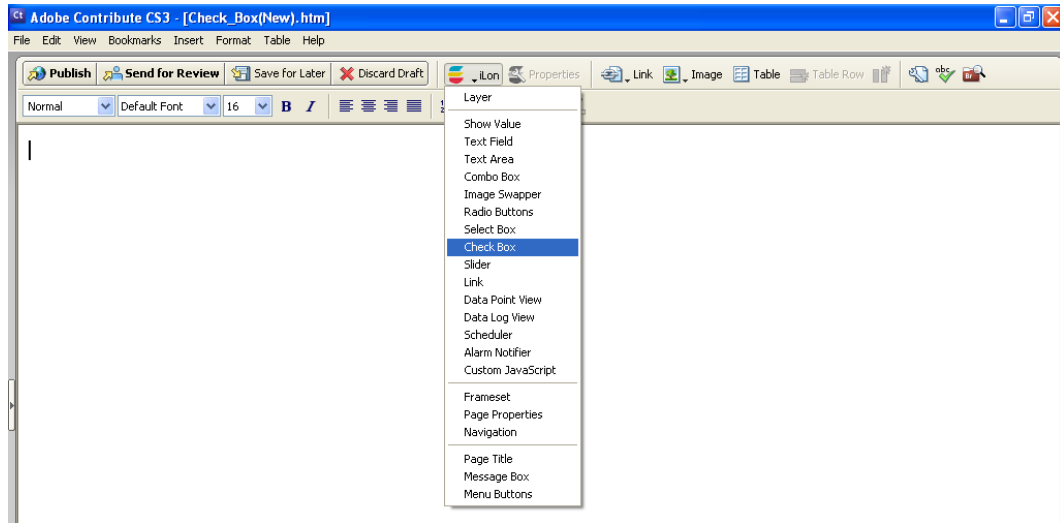 Ct Adobe Contribute CS3 - [Check_Box(New).htm]
File Edit View Bookmarks Insert Format Table Help
Publish Send for Review Save for Later Discard Draft iLon Properties Link Image Table Table Row abc Br
Normal Default Font 16 B I
Layer
Show Value
Text Field
Text Area
Combo Box
Image Swapper
Radio Buttons
Select Box
Check Box
Slider
Link
Data Point View
Data Log View
Scheduler
Alarm Notifier
Custom JavaScript
Frameset
Page Properties
Navigation
Page Title
Message Box
Menu Buttons